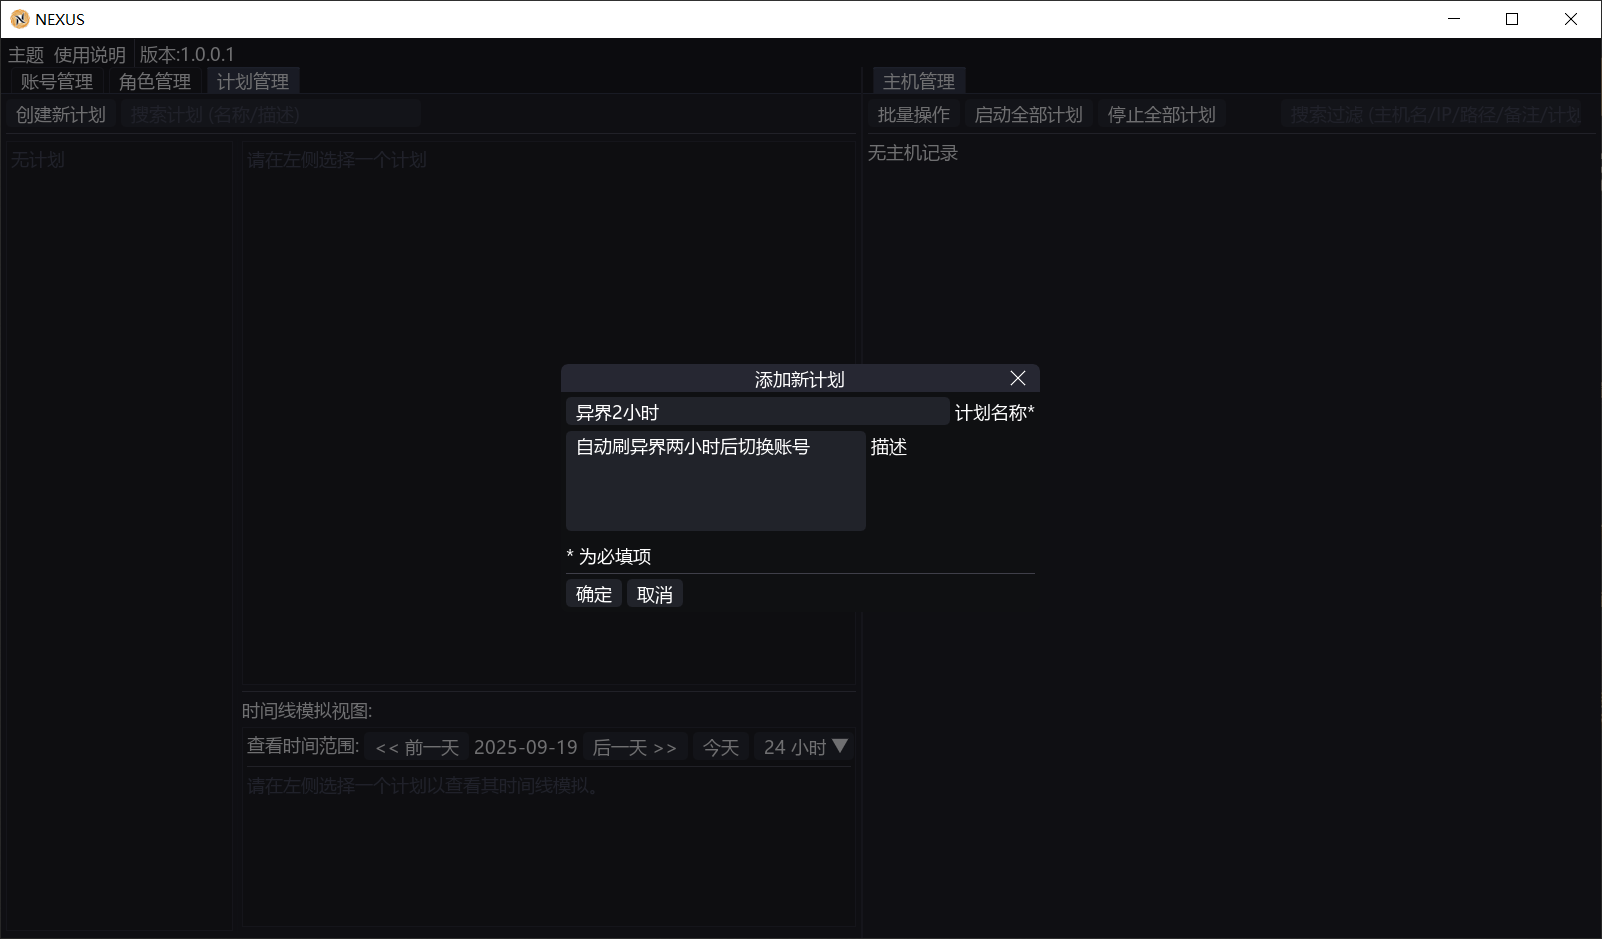 NEXUS
主题 使用说明 版本:1.0.0.1
账号管理 角色管理 计划管理
创建新计划 搜索计划 (名称/描述)
无计划
请在左侧选择一个计划
主机管理
批量操作 启动全部计划 停止全部计划 搜索过滤 (主机名/IP/路径/备注/计划
无主机记录
添加新计划
异界2小时 计划名称*
自动刷异界两小时后切换账号 描述
* 为必填项
确定 取消
时间线模拟视图:
查看时间范围: << 前一天 2025-09-19 后一天 >> 今天 24 小时
请在左侧选择一个计划以查看其时间线模拟。